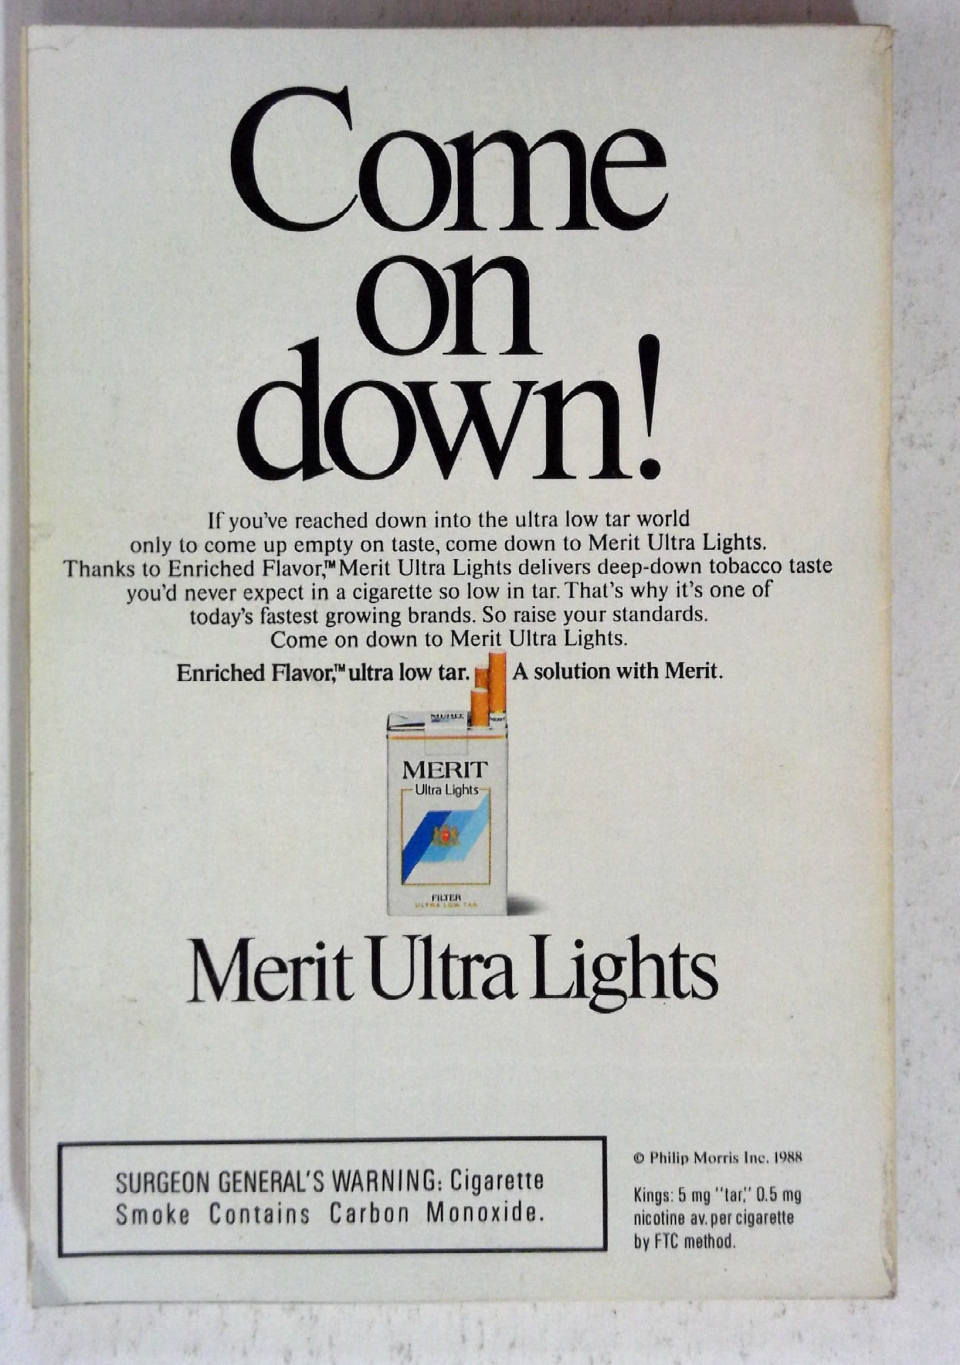 Come
on
down!
If you've reached down into the ultra low tar world
only to come up empty on taste, come down to Merit Ultra Lights.
Thanks to Enriched Flavor,™ Merit Ultra Lights delivers deep-down tobacco taste
you'd never expect in a cigarette so low in tar. That's why it's one of
today's fastest growing brands. So raise your standards.
Come on down to Merit Ultra Lights.
Enriched Flavor,™ ultra low tar. A solution with Merit.
MERIT
MERIT
MERIT
Ultra Lights
FILTER
ULTRA LOW TAR
Merit Ultra Lights
SURGEON GENERAL'S WARNING: Cigarette
Smoke Contains Carbon Monoxide.
© Philip Morris Inc. 1988
Kings: 5 mg "tar," 0.5 mg
nicotine av. per cigarette
by FTC method.